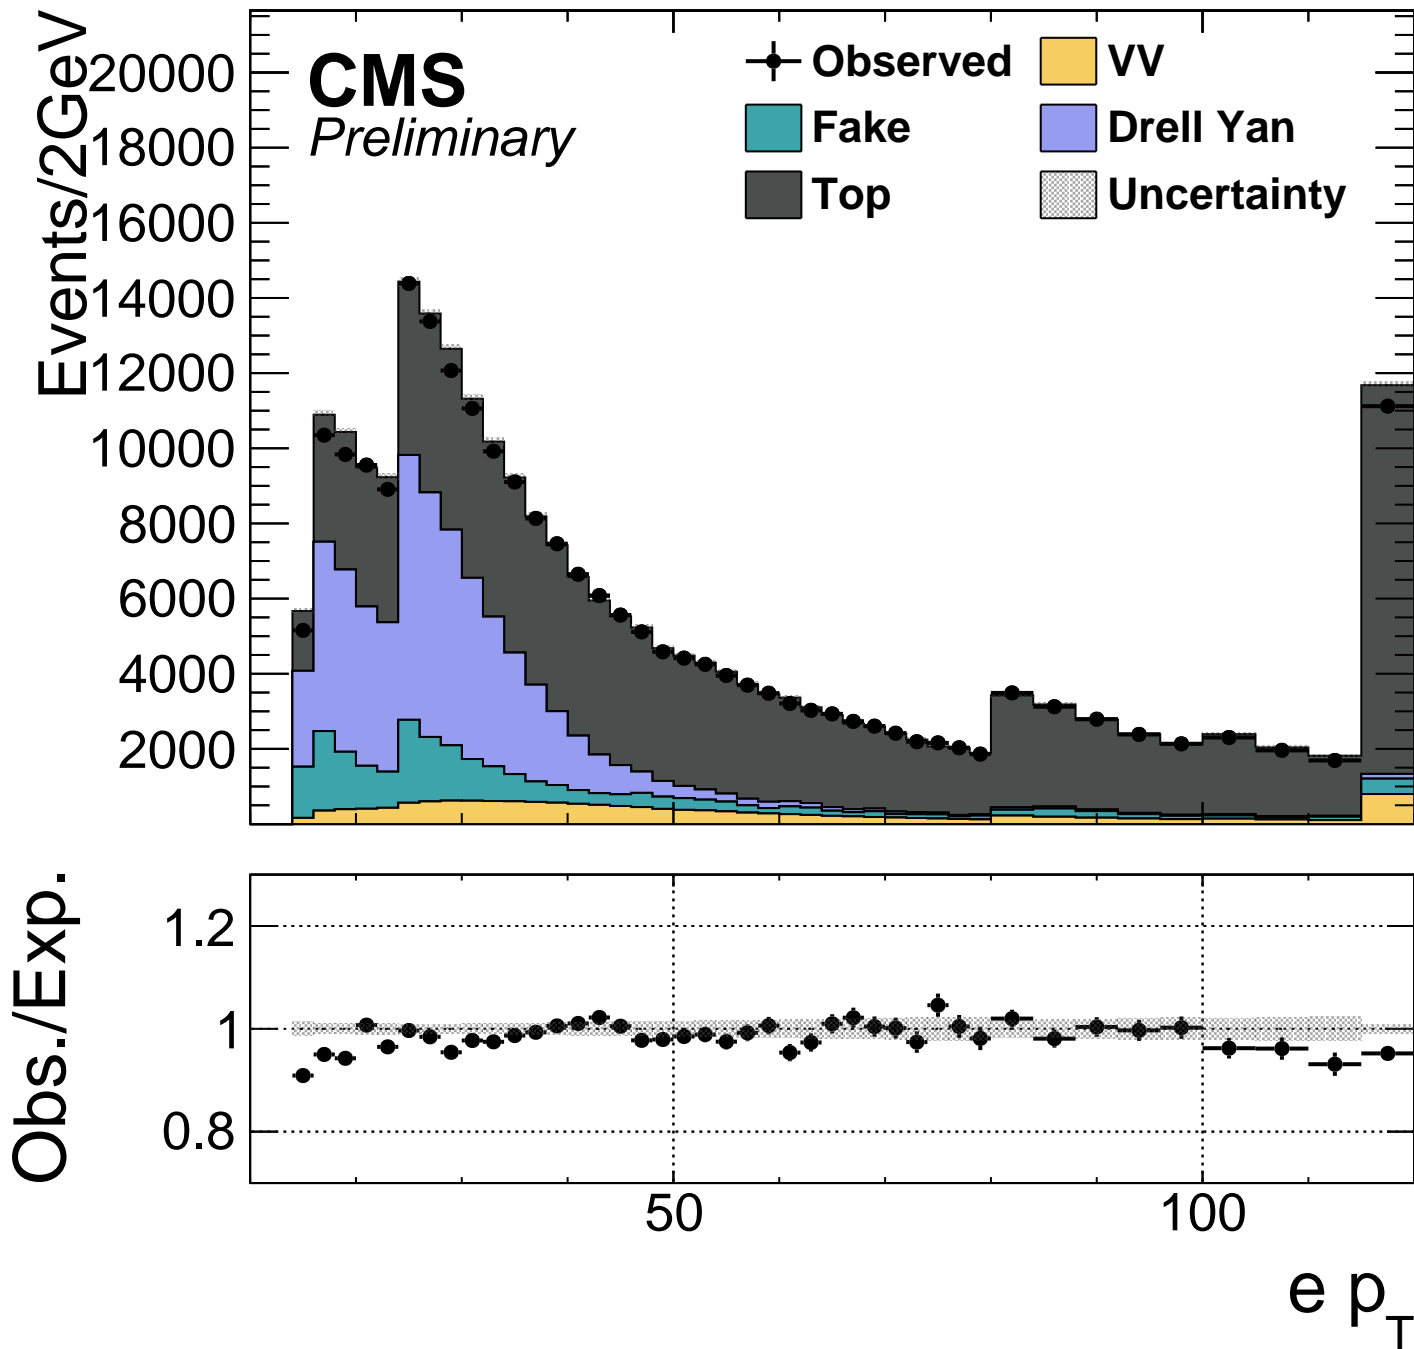 Events/2GeV
20000
18000
16000
14000
12000
10000
8000
6000
4000
2000
CMS
Preliminary
Observed
VV
Fake
Drell Yan
Top
Uncertainty
Obs./Exp.
1.2
1
0.8
50
100
e p_T